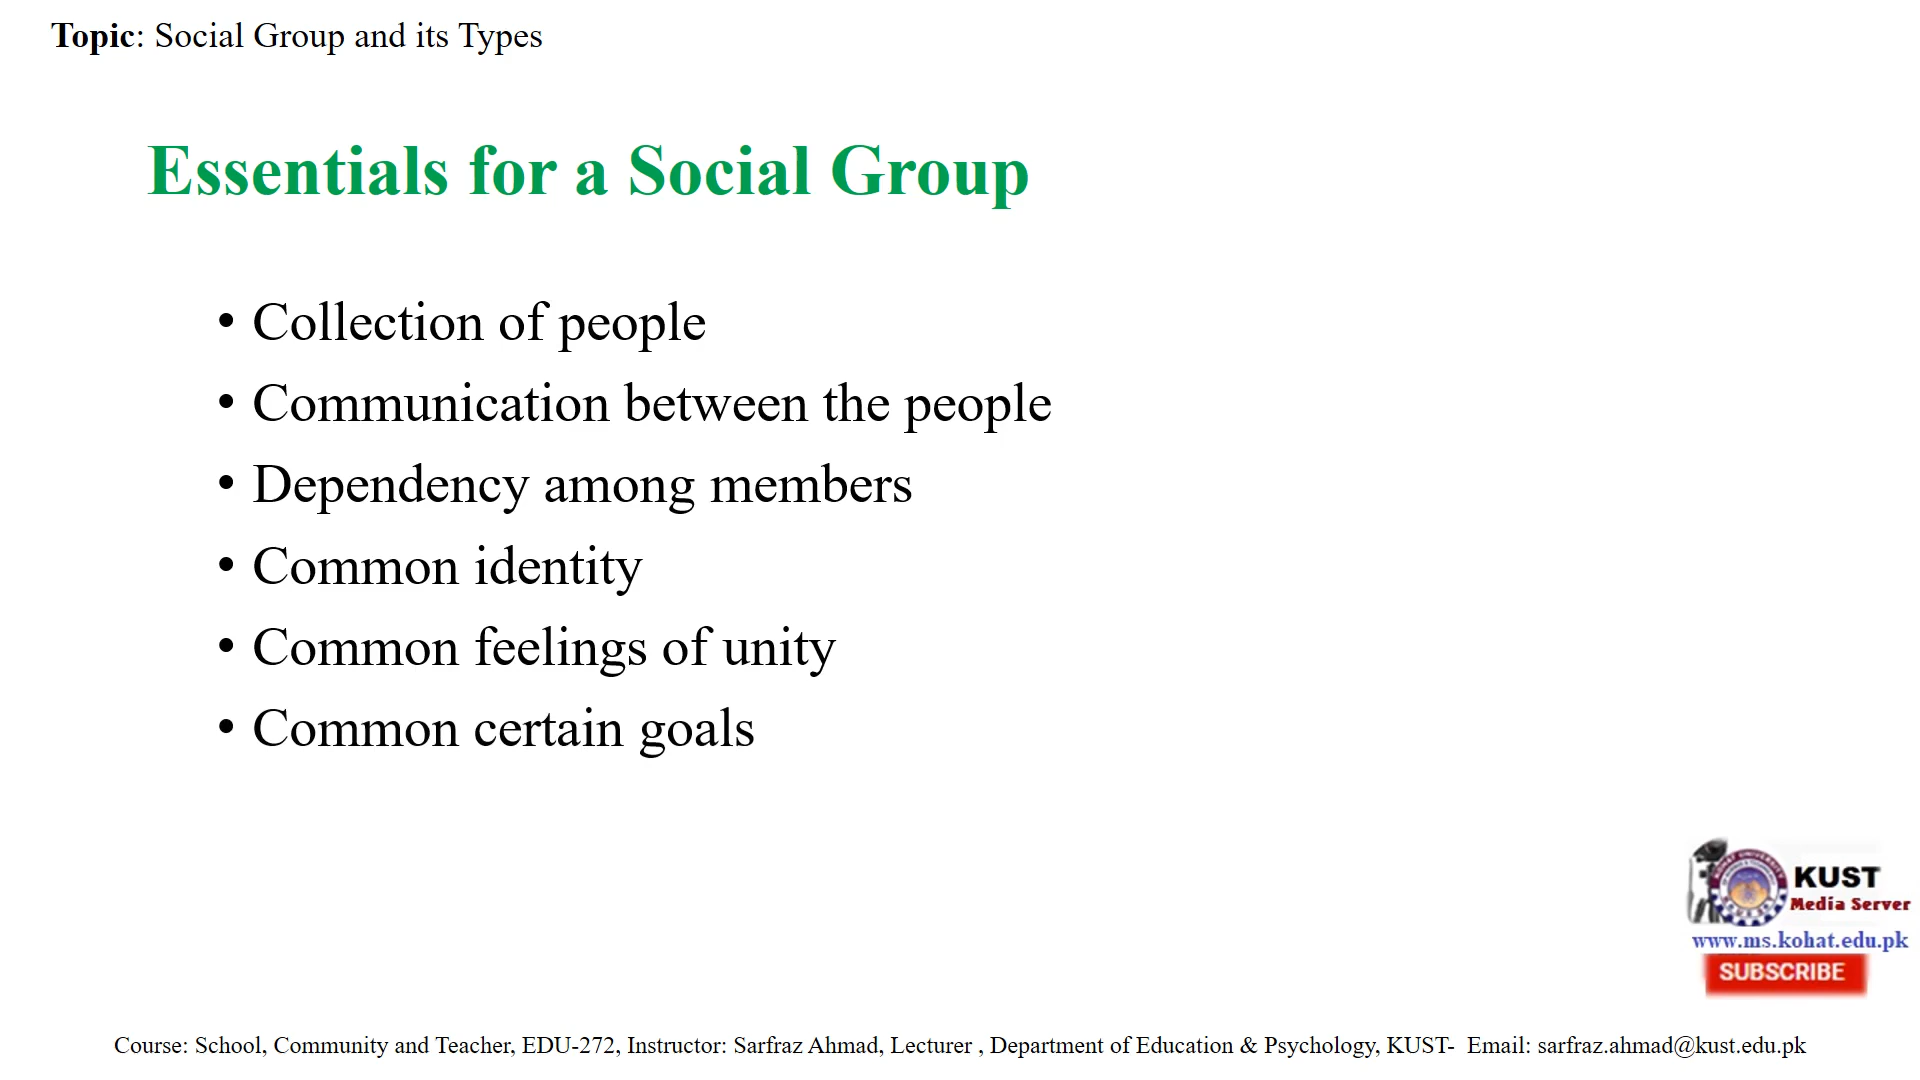 Topic: Social Group and its Types
Essentials for a Social Group
• Collection of people
• Communication between the people
• Dependency among members
• Common identity
• Common feelings of unity
• Common certain goals
KUST
Media Server
www.ms.kohat.edu.pk
SUBSCRIBE
Course: School, Community and Teacher, EDU-272, Instructor: Sarfraz Ahmad, Lecturer , Department of Education & Psychology, KUST- Email: sarfraz.ahmad@kust.edu.pk